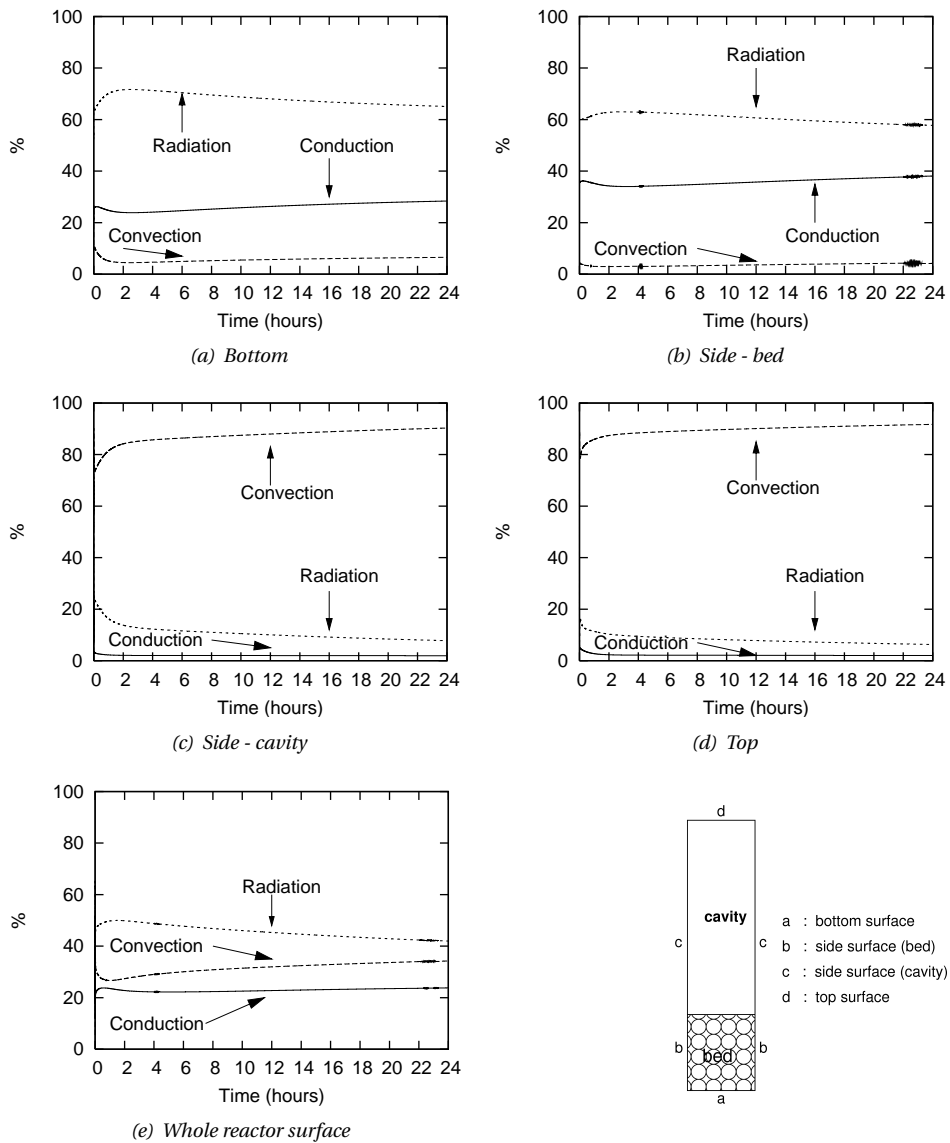 100
80
60
40
20
0
%
Radiation
Conduction
Convection
0 2 4 6 8 10 12 14 16 18 20 22 24
Time (hours)
(a) Bottom
100
80
60
40
20
0
%
Radiation
Conduction
Convection
0 2 4 6 8 10 12 14 16 18 20 22 24
Time (hours)
(b) Side - bed
100
80
60
40
20
0
%
Convection
Radiation
Conduction
0 2 4 6 8 10 12 14 16 18 20 22 24
Time (hours)
(c) Side - cavity
100
80
60
40
20
0
%
Convection
Radiation
Conduction
0 2 4 6 8 10 12 14 16 18 20 22 24
Time (hours)
(d) Top
100
80
60
40
20
0
%
Radiation
Convection
Conduction
0 2 4 6 8 10 12 14 16 18 20 22 24
Time (hours)
(e) Whole reactor surface
d
cavity
c c
bed
b b
a
a : bottom surface
b : side surface (bed)
c : side surface (cavity)
d : top surface